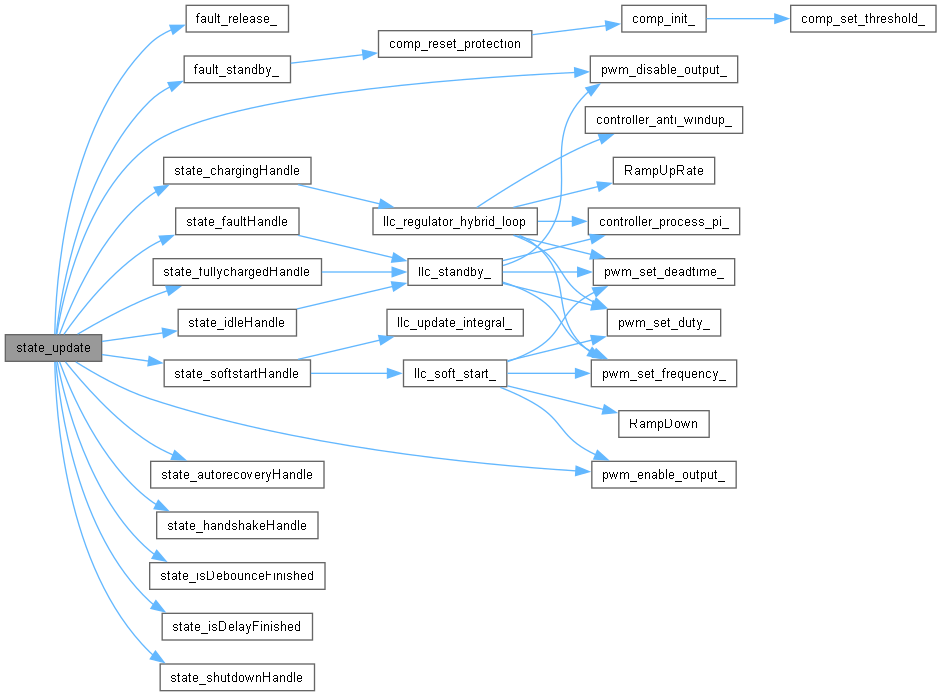 fault_release_
comp_init_
comp_set_threshold_
comp_reset_protection
fault_standby_
pwm_disable_output_
controller_anti_windup_
state_chargingHandle
RampUpRate
state_faultHandle
llc_regulator_hybrid_loop
controller_process_pi_
state_fullychargedHandle
llc_standby_
pwm_set_deadtime_
state_idleHandle
llc_update_integral_
pwm_set_duty_
state_update
state_softstartHandle
llc_soft_start_
pwm_set_frequency_
RampDown
state_autorecoveryHandle
pwm_enable_output_
state_handshakeHandle
state_isDebounceFinished
state_isDelayFinished
state_shutdownHandle